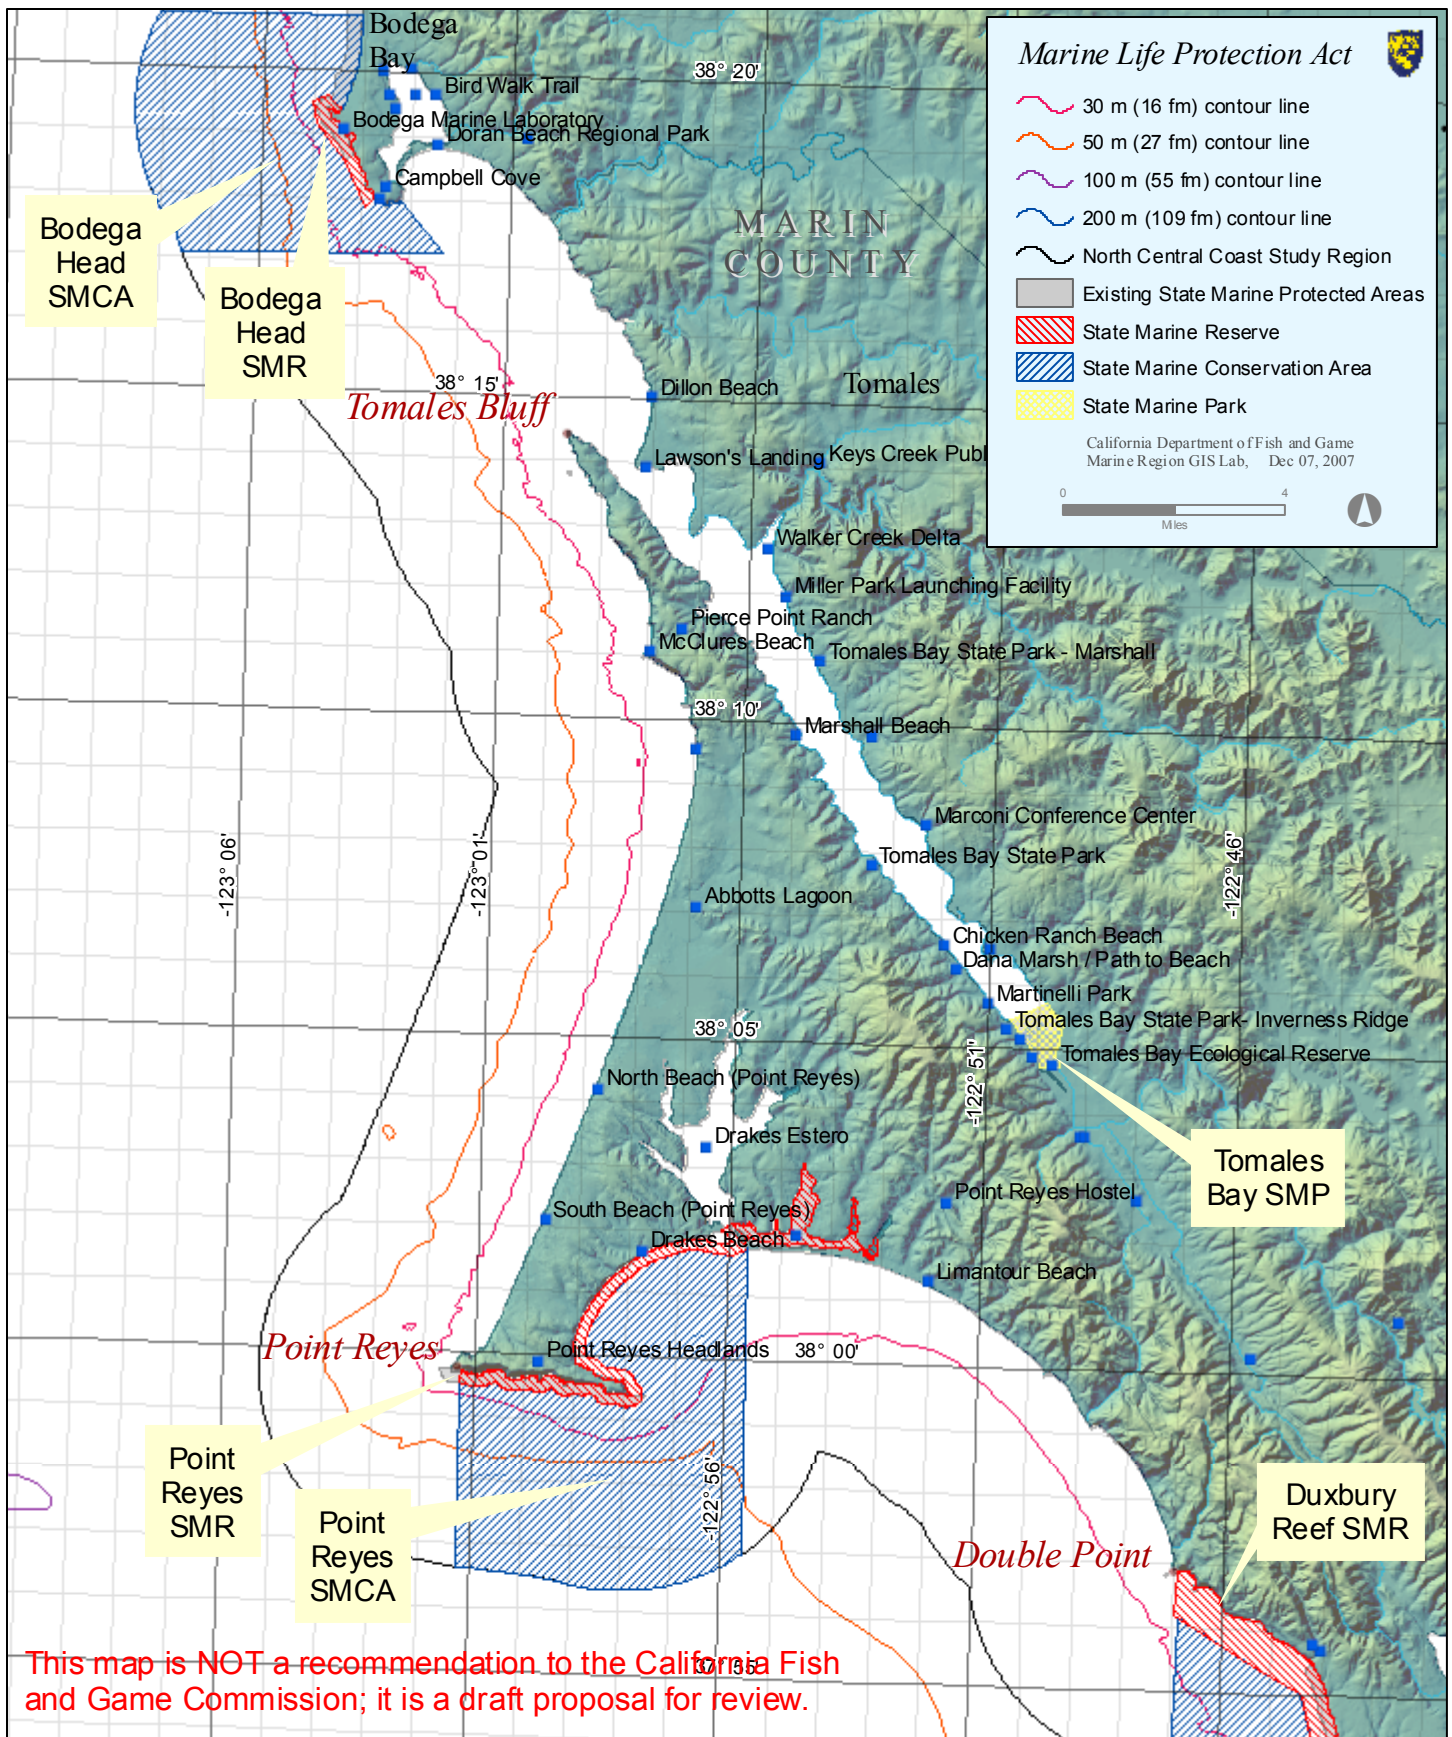 Bodega
Bay
38° 20'
Bird Walk Trail
Bodega Marine Laboratory
Doran Beach Regional Park
Campbell Cove
MARIN
COUNTY
Bodega
Head
SMCA
Bodega
Head
SMR
Marine Life Protection Act
30 m (16 fm) contour line
50 m (27 fm) contour line
100 m (55 fm) contour line
200 m (109 fm) contour line
North Central Coast Study Region
Existing State Marine Protected Areas
State Marine Reserve
State Marine Conservation Area
State Marine Park
California Department of Fish and Game
Marine Region GIS Lab, Dec 07, 2007
0 4
Miles
38° 15'
Tomales Bluff
Dillon Beach
Tomales
Lawson's Landing
Keys Creek Publ
Walker Creek Delta
Miller Park Launching Facility
Pierce Point Ranch
McClures Beach
Tomales Bay State Park - Marshall
38° 10'
Marshall Beach
Marconi Conference Center
Tomales Bay State Park
-123° 06'
-123° 01'
-122° 46'
Abbotts Lagoon
Chicken Ranch Beach
Dana Marsh / Path to Beach
Martinelli Park
Tomales Bay State Park- Inverness Ridge
38° 05'
Tomales Bay Ecological Reserve
-122° 51'
North Beach (Point Reyes)
Drakes Estero
Tomales
Bay SMP
Point Reyes Hostel
South Beach (Point Reyes)
Drakes Beach
Limantour Beach
Point Reyes
Point Reyes Headlands
38° 00'
Point
Reyes
SMR
Point
Reyes
SMCA
-122° 56'
Duxbury
Reef SMR
Double Point
37° 55'
This map is NOT a recommendation to the California Fish
and Game Commission; it is a draft proposal for review.